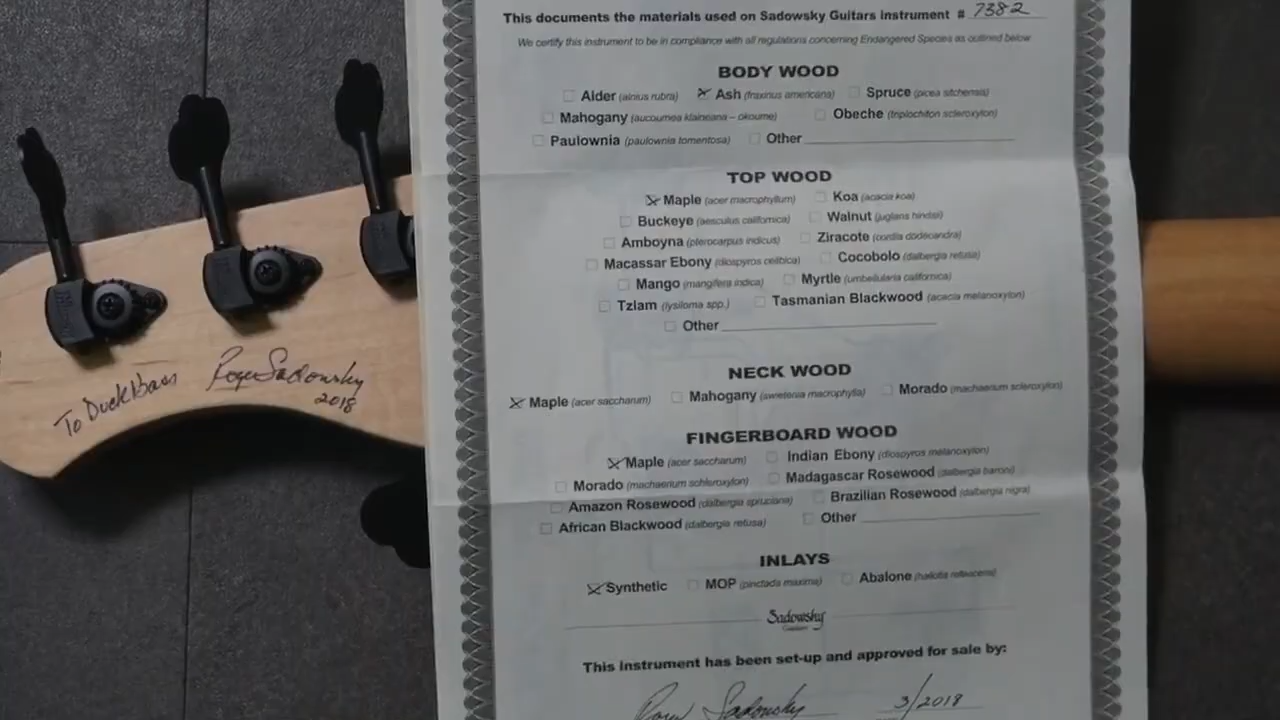 This documents the materials used on Sadowsky Guitars instrument # 7382
We certify this instrument to be in compliance with all regulations concerning Endangered Species as outlined below
BODY WOOD
Alder (alnius rubra) Ash (fraxinus americana) Spruce (picea sitchensis)
Mahogany (aucoumea klaineana - okoume) Obeche (triplochiton scleroxylon)
Paulownia (paulownia tomentosa) Other
TOP WOOD
Maple (acer macrophyllum) Koa (acacia koa)
Buckeye (aesculus californica) Walnut (juglans hindsii)
Amboyna (pterocarpus indicus) Ziracote (cordia dodecandra)
Macassar Ebony (diospyros celibica) Cocobolo (dalbergia retusa)
Mango (mangifera indica) Myrtle (umbellularia californica)
Tzlam (lysiloma spp.) Tasmanian Blackwood (acacia melanoxylon)
Other
NECK WOOD
Maple (acer saccharum) Mahogany (swietenia macrophylla) Morado (machaerium scleroxylon)
FINGERBOARD WOOD
Maple (acer saccharum) Indian Ebony (diospyros melanoxylon)
Morado (machaerium schleroxylon) Madagascar Rosewood (dalbergia baroni)
Amazon Rosewood (dalbergia spruciana) Brazilian Rosewood (dalbergia nigra)
African Blackwood (dalbergia retusa) Other
INLAYS
Synthetic MOP (pinctada maxima) Abalone (haliotis refescens)
Sadowsky
This instrument has been set-up and approved for sale by:
Roger Sadowsky 3/2018
To DuckBass Roger Sadowsky
2018